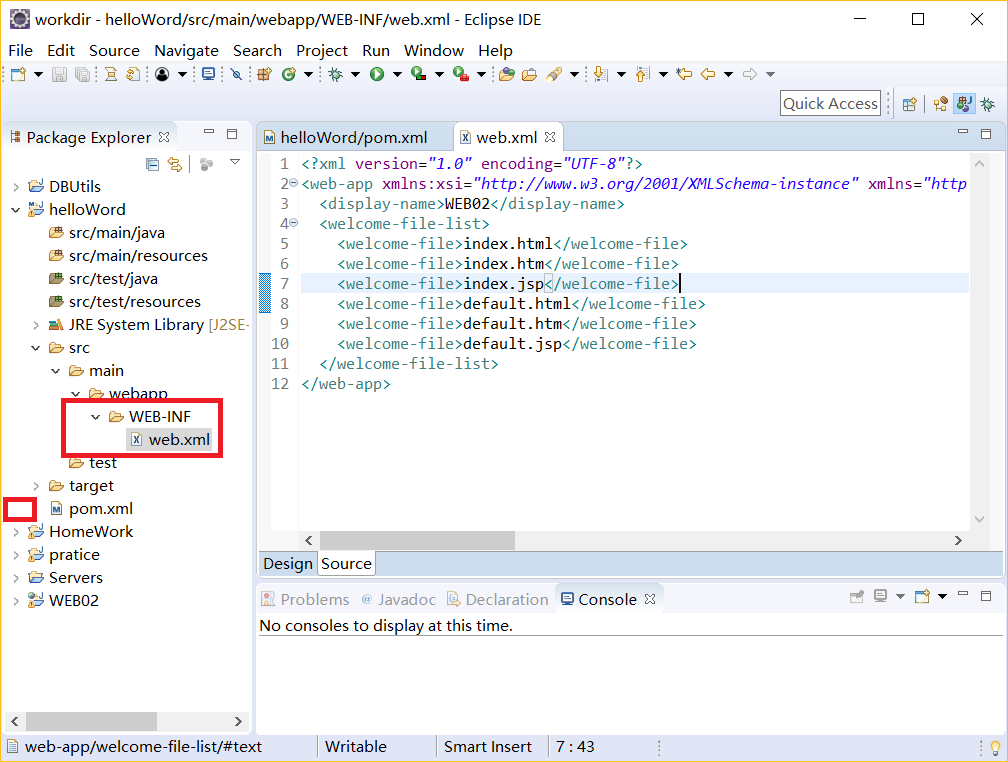 workdir - helloWord/src/main/webapp/WEB-INF/web.xml - Eclipse IDE
File Edit Source Navigate Search Project Run Window Help
Quick Access
Package Explorer
DBUtils
helloWord
src/main/java
src/main/resources
src/test/java
src/test/resources
JRE System Library [J2SE-
src
main
webapp
WEB-INF
web.xml
test
target
pom.xml
HomeWork
pratice
Servers
WEB02
helloWord/pom.xml web.xml
1 <?xml version="1.0" encoding="UTF-8"?>
2 <web-app xmlns:xsi="http://www.w3.org/2001/XMLSchema-instance" xmlns="http
3 <display-name>WEB02</display-name>
4 <welcome-file-list>
5 <welcome-file>index.html</welcome-file>
6 <welcome-file>index.htm</welcome-file>
7 <welcome-file>index.jsp</welcome-file>
8 <welcome-file>default.html</welcome-file>
9 <welcome-file>default.htm</welcome-file>
10 <welcome-file>default.jsp</welcome-file>
11 </welcome-file-list>
12 </web-app>
Design Source
Problems @ Javadoc Declaration Console
No consoles to display at this time.
web-app/welcome-file-list/#text Writable Smart Insert 7 : 43